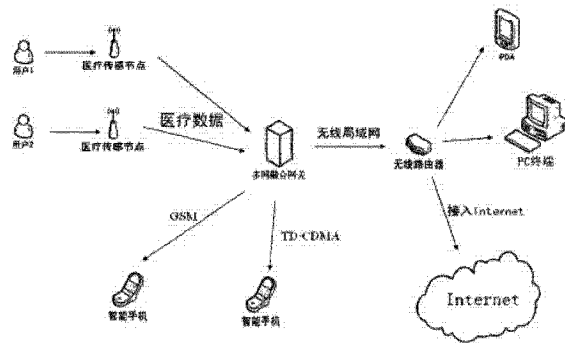 用户1
医疗传感节点
PDA
用户2
医疗传感节点
医疗数据
多网融合网关
无线局域网
无线路由器
PC终端
GSM
TD-CDMA
接入Internet
智能手机
智能手机
Internet